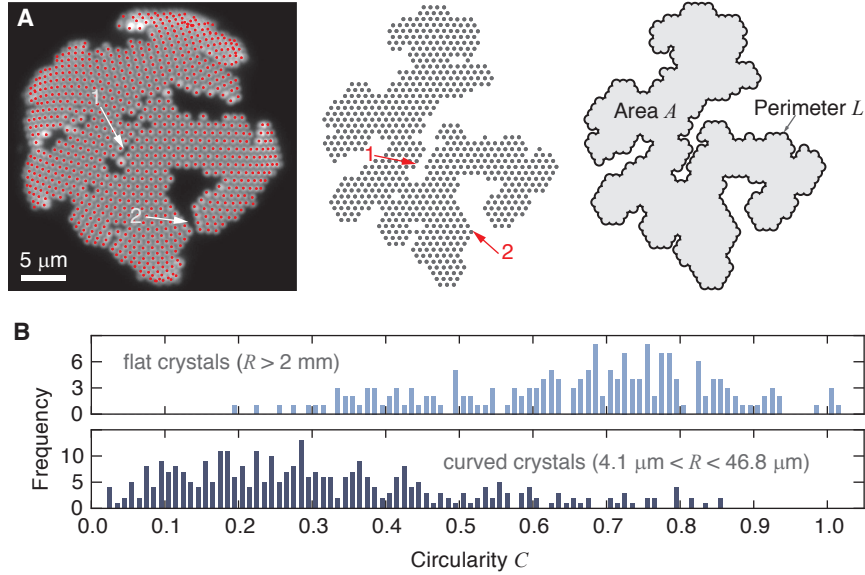 A
1
2
5 μm
1
2
Area A
Perimeter L
B
flat crystals (R > 2 mm)
6
3
0
Frequency
curved crystals (4.1 μm < R < 46.8 μm)
10
5
0
0.0 0.1 0.2 0.3 0.4 0.5 0.6 0.7 0.8 0.9 1.0
Circularity C